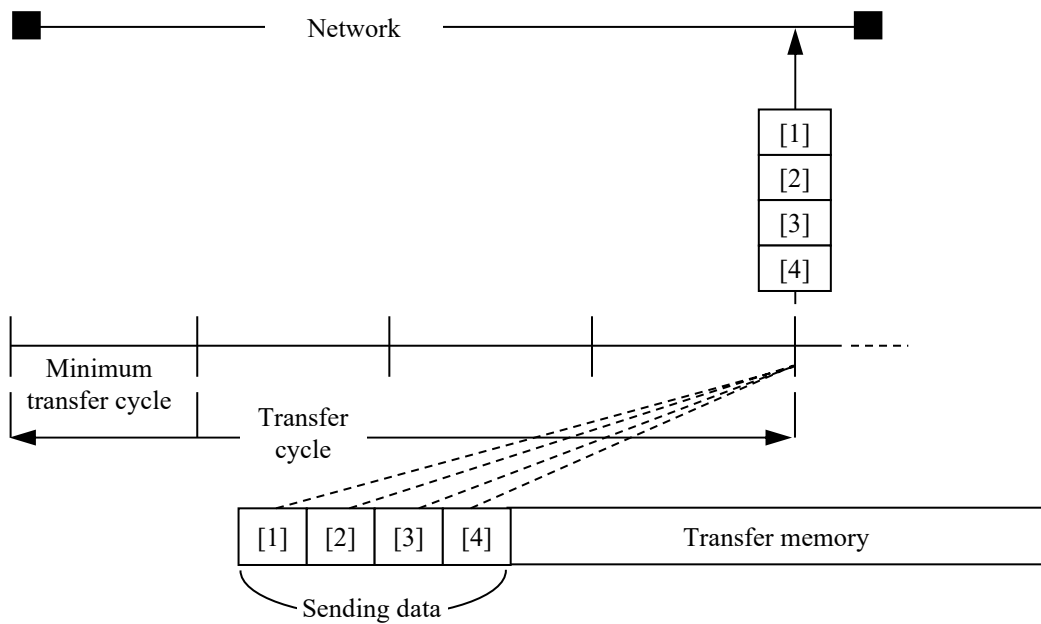 Network
[1]
[2]
[3]
[4]
Minimum
transfer cycle
Transfer
cycle
[1] [2] [3] [4] Transfer memory
Sending data